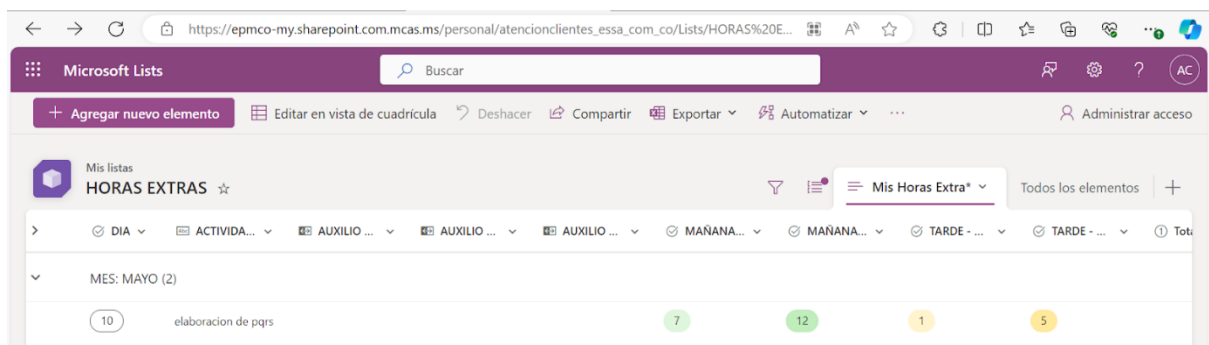 https://epmco-my.sharepoint.com.mcas.ms/personal/atencionclientes_essa_com_co/Lists/HORAS%20E...
Microsoft Lists
Buscar
? AC
+ Agregar nuevo elemento Editar en vista de cuadrícula Deshacer Compartir Exportar Automatizar ... Administrar acceso
Mis listas
HORAS EXTRAS
Mis Horas Extra* Todos los elementos +
DIA ACTIVIDA... AUXILIO ... AUXILIO ... AUXILIO ... MAÑANA... MAÑANA... TARDE - ... TARDE - ... Tota
MES: MAYO (2)
10 elaboracion de pqrs 7 12 1 5